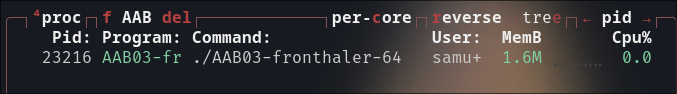 ⁴proc f AAB del per-core reverse tree ← pid →
Pid: Program: Command: User: MemB Cpu%
23216 AAB03-fr ./AAB03-fronthaler-64 samu+ 1.6M 0.0